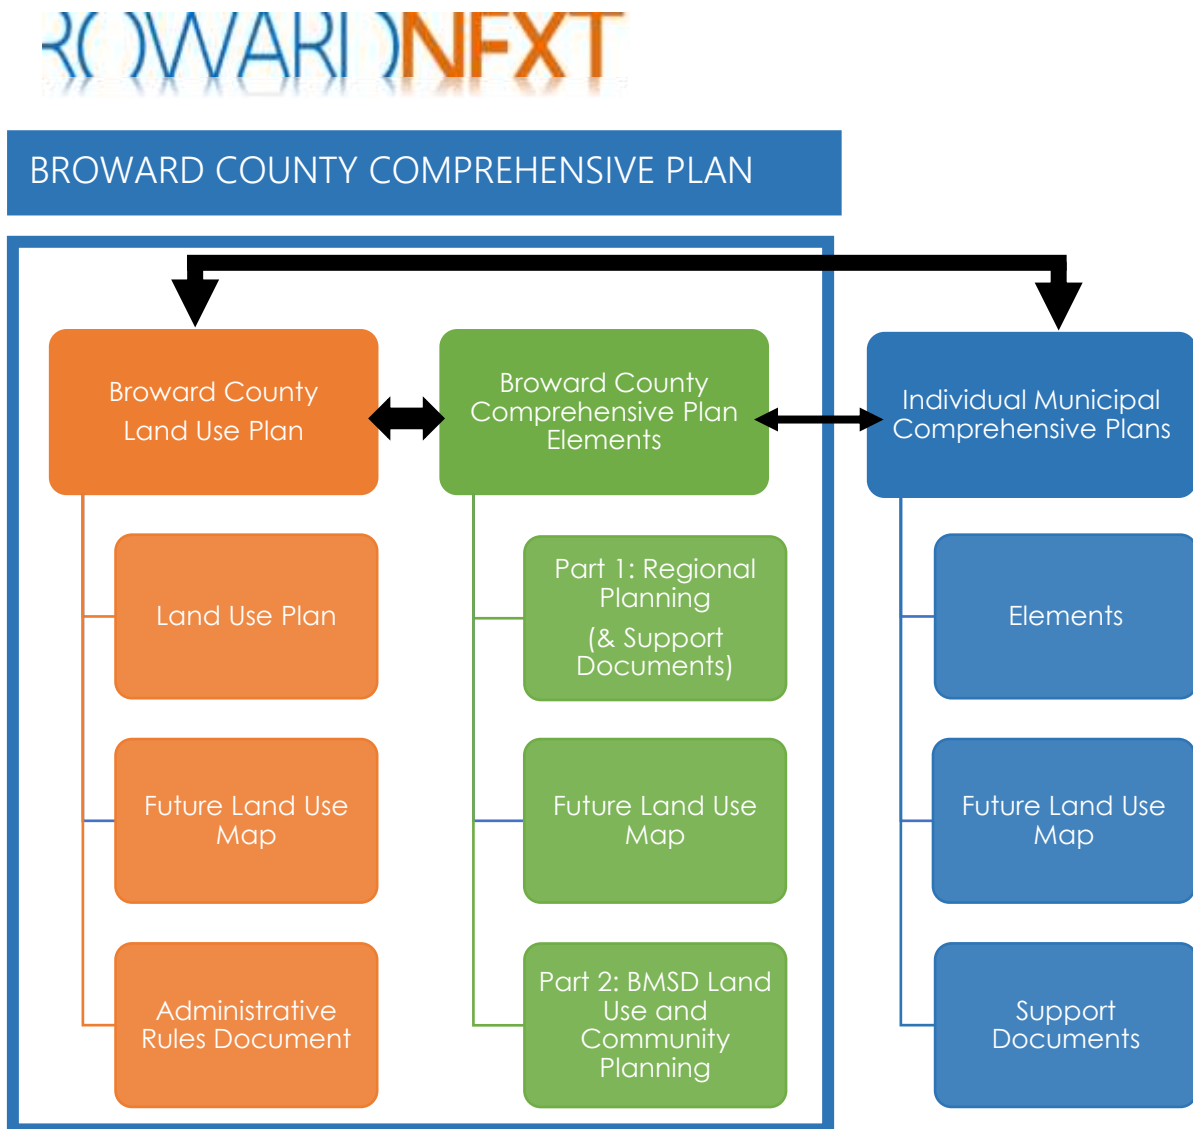 ROWARDNEXT
BROWARD COUNTY COMPREHENSIVE PLAN
Broward County
Land Use Plan
Broward County
Comprehensive Plan
Elements
Individual Municipal
Comprehensive Plans
Land Use Plan
Part 1: Regional
Planning
(& Support
Documents)
Elements
Future Land Use
Map
Future Land Use
Map
Future Land Use
Map
Administrative
Rules Document
Part 2: BMSD Land
Use and
Community
Planning
Support
Documents